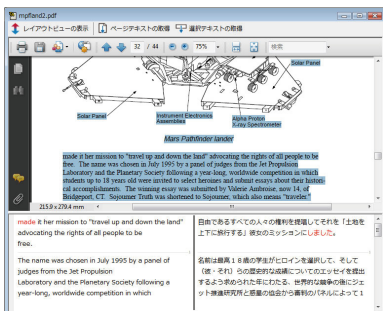 mpfland2.pdf
レイアウトビューの表示 ページテキストの取得 選択テキストの取得
32 / 44 75% 検索
Solar Panel
Solar Panel
Instrument Electronics
Assemblies
Alpha Proton
X-ray Spectrometer
Mars Pathfinder lander
made it her mission to "travel up and down the land" advocating the rights of all people to be
free. The name was chosen in July 1995 by a panel of judges from the Jet Propulsion
Laboratory and the Planetary Society following a year-long, worldwide competition in which
students up to 18 years old were invited to select heroines and submit essays about their histori-
cal accomplishments. The winning essay was submitted by Valerie Ambroise, now 14, of
Bridgeport, CT. Sojourner Truth was shortened to Sojourner, which also means "traveler."
215.9 x 279.4 mm
made it her mission to "travel up and down the land"
advocating the rights of all people to be
free.
The name was chosen in July 1995 by a panel of
judges from the Jet Propulsion
Laboratory and the Planetary Society following a
year-long, worldwide competition in which
自由であるすべての人々の権利を提唱してそれを「土地を
上下に旅行する」彼女のミッションにしました。
名前は最高18歳の学生がヒロインを選択して、そして
（彼・それ）らの歴史的な成績についてのエッセイを提出
するよう求められた年にわたる、世界的な競争の後にジェ
ット推進研究所と惑星の協会から審判のパネルによって1